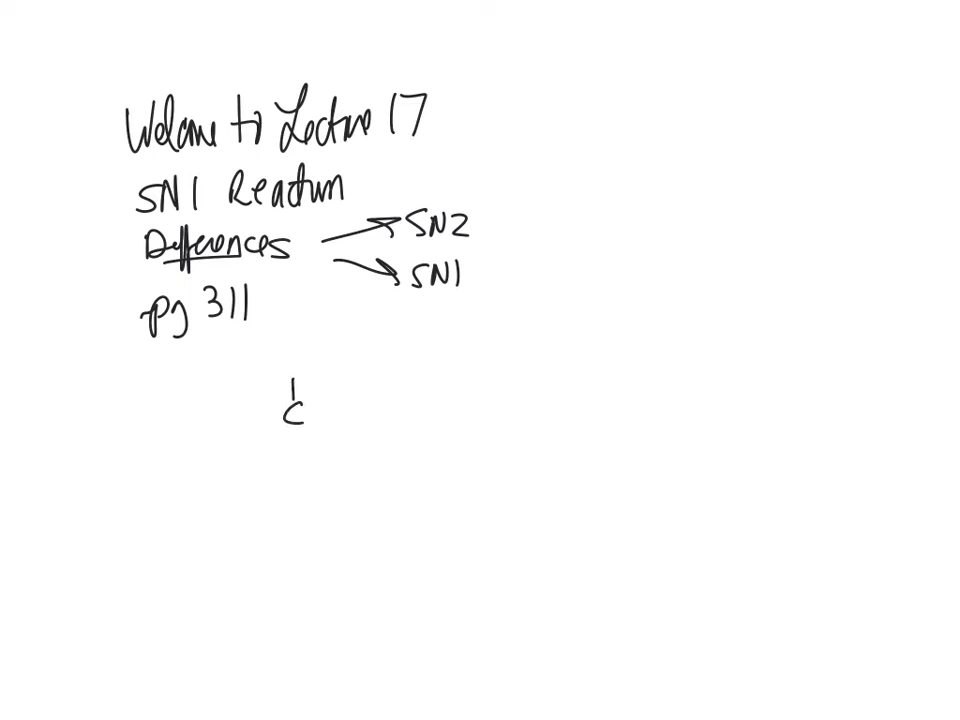 Welcome to Lecture 17
SN1 Reaction
Differences
SN2
SN1
pg 311
C